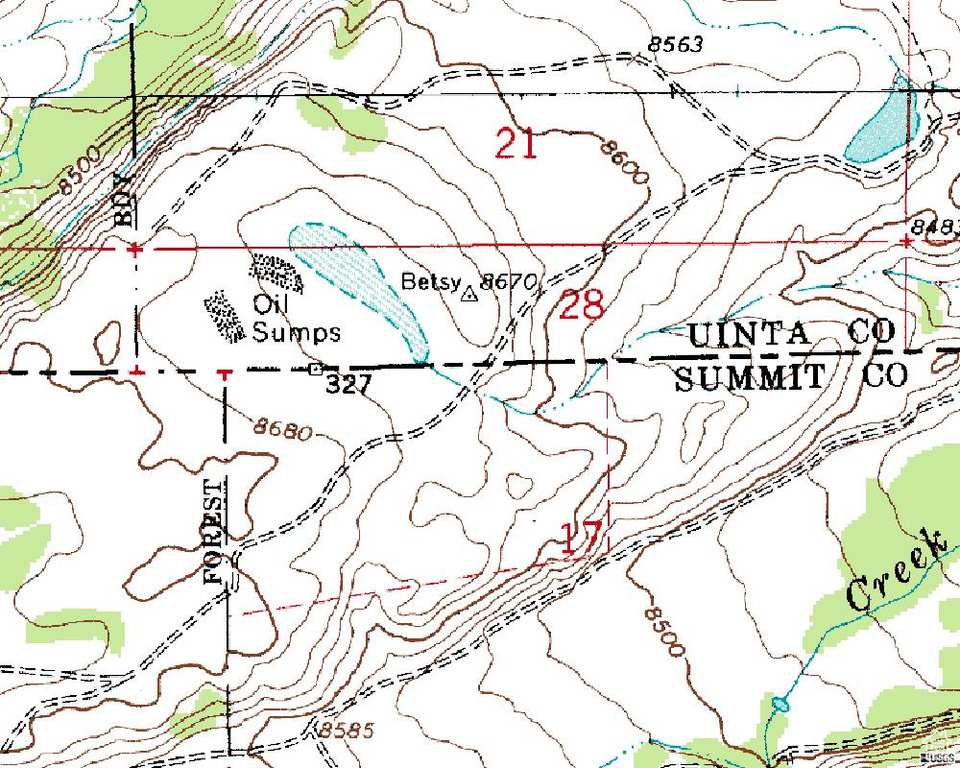 8563
21
8500
8600
BDY
8483
Betsy 8670
28
Oil
Sumps
UINTA CO
SUMMIT CO
327
8680
FOREST
17
Creek
8500
8585
USGS